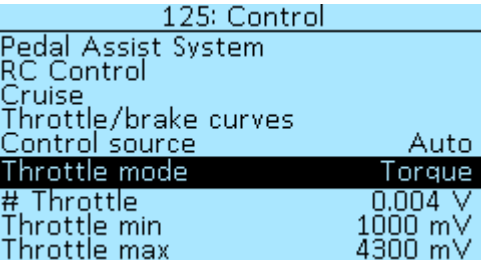 125: Control
Pedal Assist System
RC Control
Cruise
Throttle/brake curves
Control source Auto
Throttle mode Torque
# Throttle 0.004 V
Throttle min 1000 mV
Throttle max 4300 mV